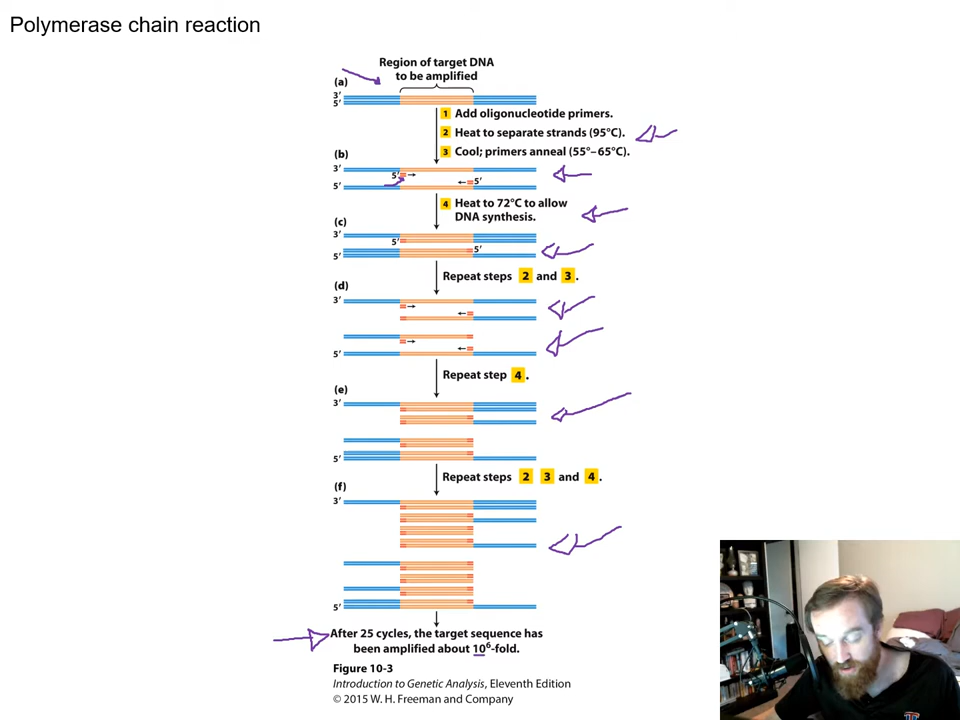 Polymerase chain reaction
Region of target DNA
to be amplified
(a)
3′
5′
1 Add oligonucleotide primers.
2 Heat to separate strands (95°C).
3 Cool; primers anneal (55°–65°C).
(b)
3′
5′
5′
5′
4 Heat to 72°C to allow
DNA synthesis.
(c)
3′
5′
5′
5′
Repeat steps 2 and 3.
(d)
3′
5′
Repeat step 4.
(e)
3′
5′
Repeat steps 2 3 and 4.
(f)
3′
5′
After 25 cycles, the target sequence has
been amplified about 10⁶-fold.
Figure 10-3
Introduction to Genetic Analysis, Eleventh Edition
© 2015 W. H. Freeman and Company